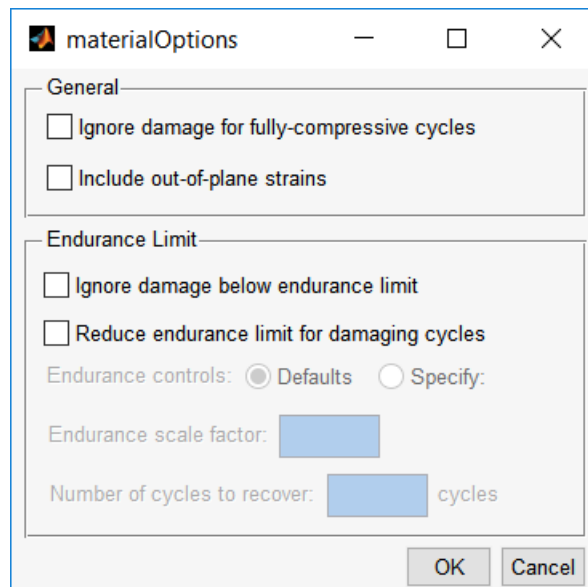 materialOptions
General
Ignore damage for fully-compressive cycles
Include out-of-plane strains
Endurance Limit
Ignore damage below endurance limit
Reduce endurance limit for damaging cycles
Endurance controls: Defaults Specify:
Endurance scale factor:
Number of cycles to recover: cycles
OK Cancel